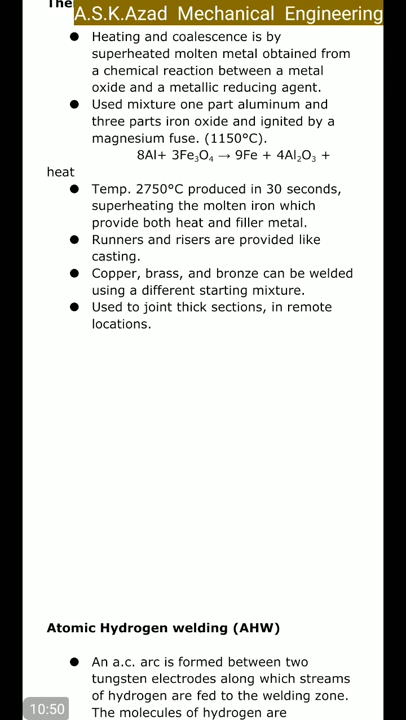 The
A.S.K.Azad Mechanical Engineering
● Heating and coalescence is by
superheated molten metal obtained from
a chemical reaction between a metal
oxide and a metallic reducing agent.
● Used mixture one part aluminum and
three parts iron oxide and ignited by a
magnesium fuse. (1150°C).
8Al+ 3Fe₃O₄ → 9Fe + 4Al₂O₃ +
heat
● Temp. 2750°C produced in 30 seconds,
superheating the molten iron which
provide both heat and filler metal.
● Runners and risers are provided like
casting.
● Copper, brass, and bronze can be welded
using a different starting mixture.
● Used to joint thick sections, in remote
locations.
Atomic Hydrogen welding (AHW)
● An a.c. arc is formed between two
tungsten electrodes along which streams
of hydrogen are fed to the welding zone.
The molecules of hydrogen are
10:50